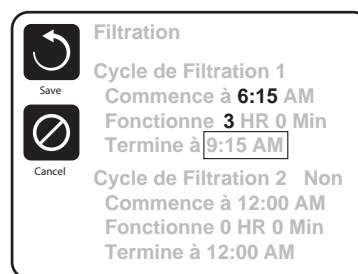 Filtration
Cycle de Filtration 1
Save
Commence à 6:15 AM
Fonctionne 3 HR 0 Min
Termine à 9:15 AM
Cancel
Cycle de Filtration 2 Non
Commence à 12:00 AM
Fonctionne 0 HR 0 Min
Termine à 12:00 AM